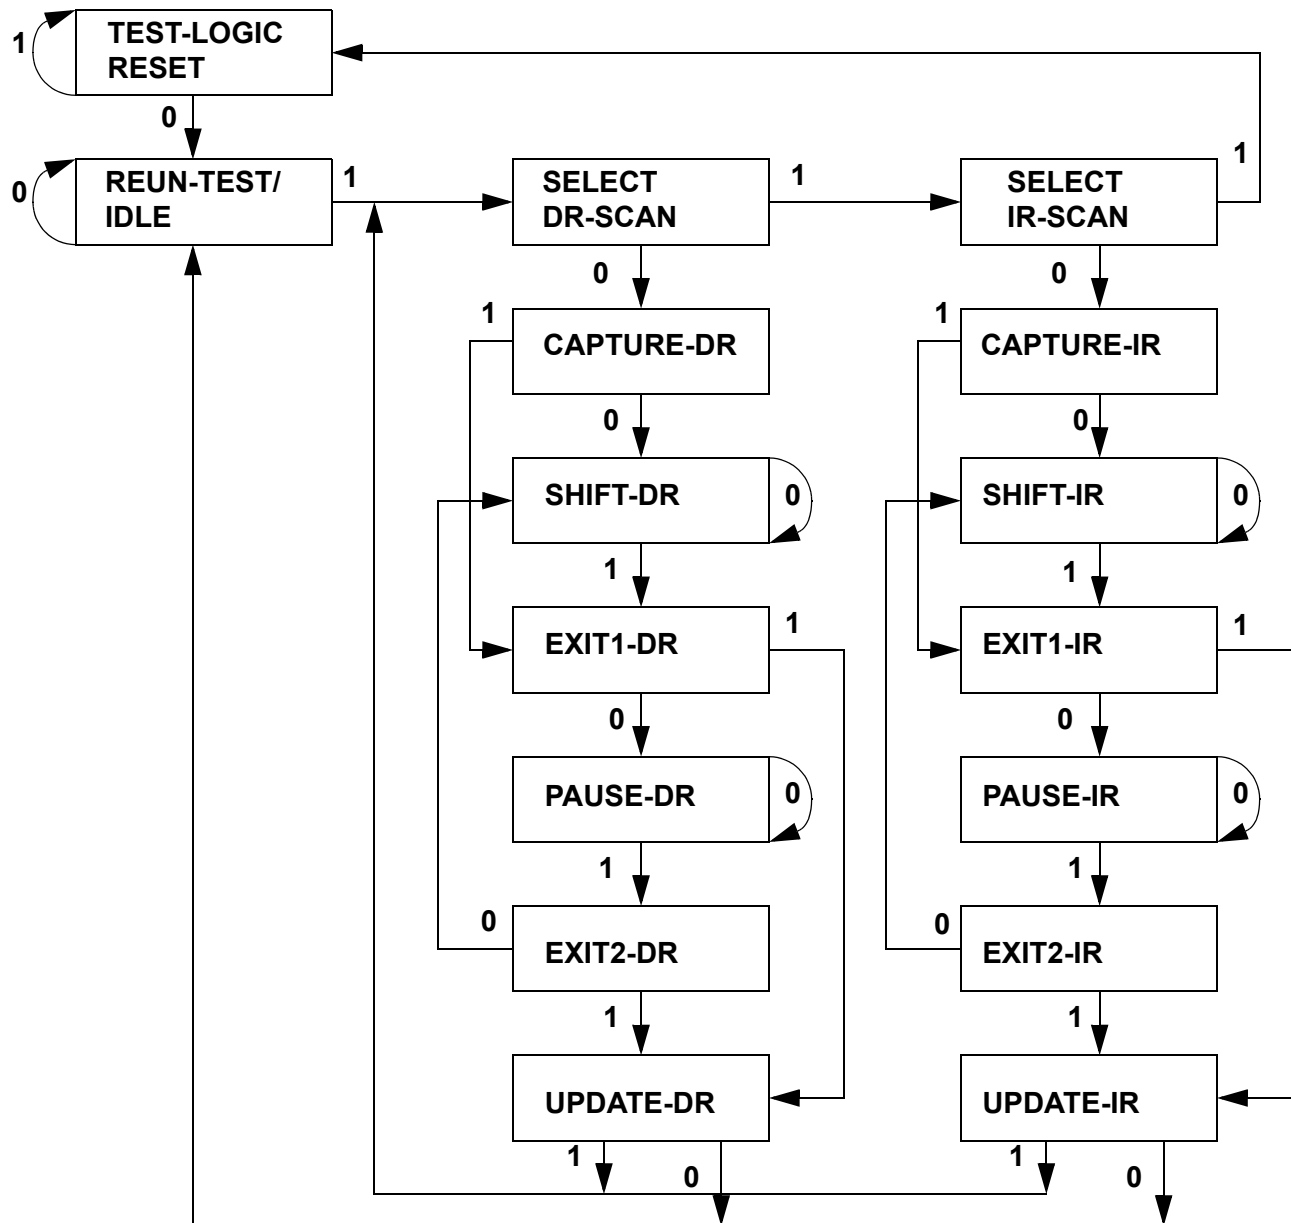 TEST-LOGIC
RESET
1
0
REUN-TEST/
IDLE
0
1
SELECT
DR-SCAN
1
SELECT
IR-SCAN
1
0
0
1
CAPTURE-DR
1
CAPTURE-IR
0
0
SHIFT-DR
0
SHIFT-IR
0
1
1
EXIT1-DR
1
EXIT1-IR
1
0
0
PAUSE-DR
0
PAUSE-IR
0
1
1
0
EXIT2-DR
0
EXIT2-IR
1
1
UPDATE-DR
UPDATE-IR
1
0
1
0